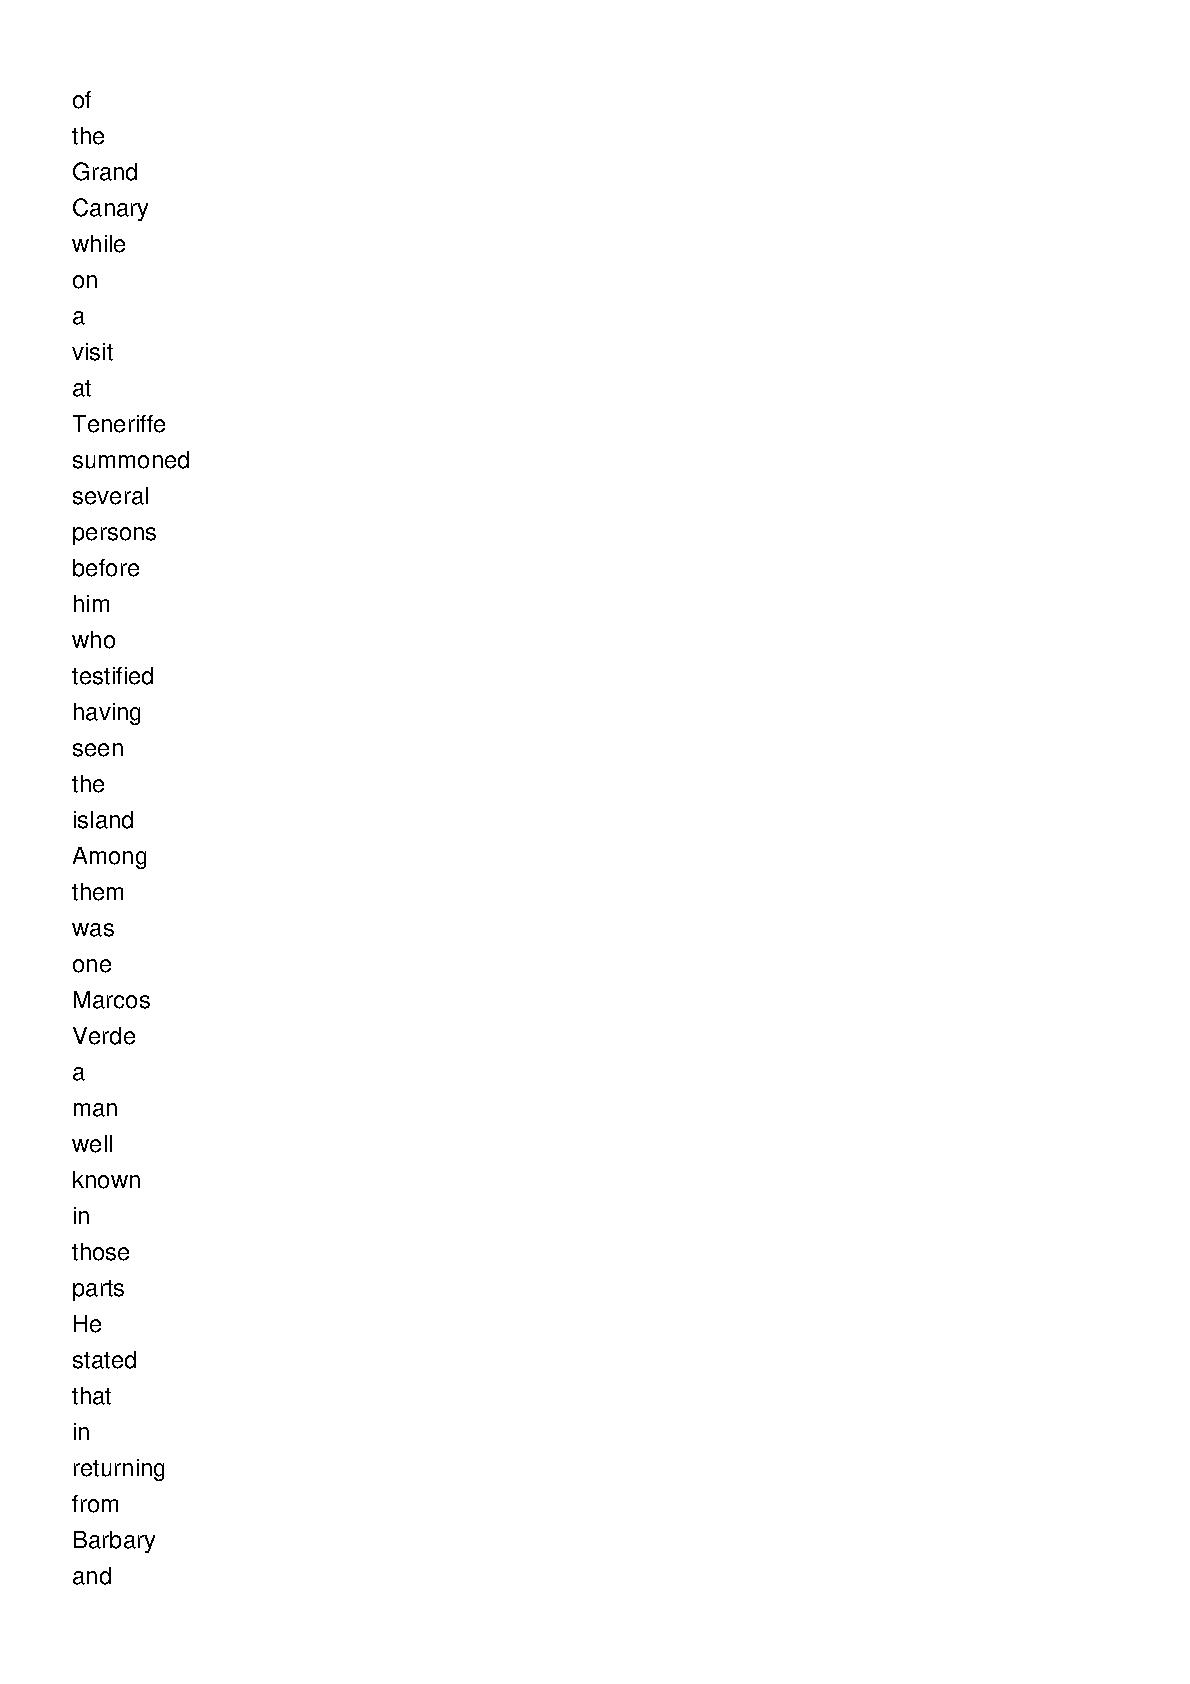 of
the
Grand
Canary
while
on
a
visit
at
Teneriffe
summoned
several
persons
before
him
who
testified
having
seen
the
island
Among
them
was
one
Marcos
Verde
a
man
well
known
in
those
parts
He
stated
that
in
returning
from
Barbary
and